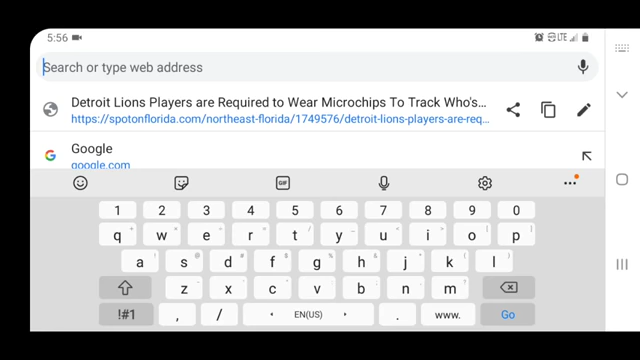 5:56 LTE
Search or type web address
Detroit Lions Players are Required to Wear Microchips To Track Who's...
https://spotonflorida.com/northeast-florida/1749576/detroit-lions-players-are-req...
Google
google.com
GIF
1 2 3 4 5 6 7 8 9 0
q w e r t y u i o p
a s d f g h j k l
z x c v b n m
!#1 , / EN(US) . www. Go